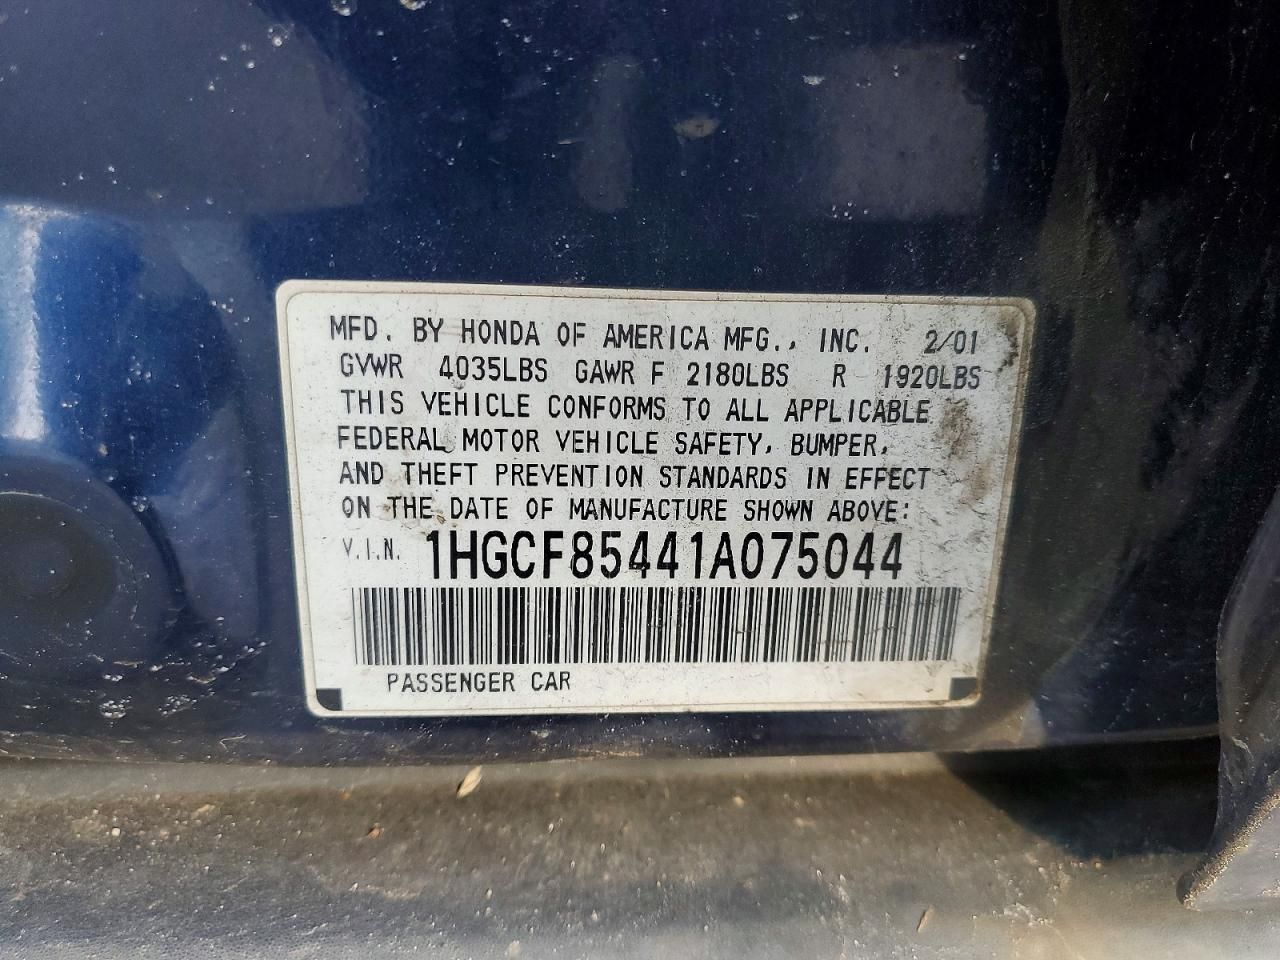 MFD. BY HONDA OF AMERICA MFG., INC. 2/01
GVWR 4035LBS GAWR F 2180LBS R 1920LBS
THIS VEHICLE CONFORMS TO ALL APPLICABLE
FEDERAL MOTOR VEHICLE SAFETY, BUMPER,
AND THEFT PREVENTION STANDARDS IN EFFECT
ON THE DATE OF MANUFACTURE SHOWN ABOVE:
V.I.N. 1HGCF85441A075044
PASSENGER CAR